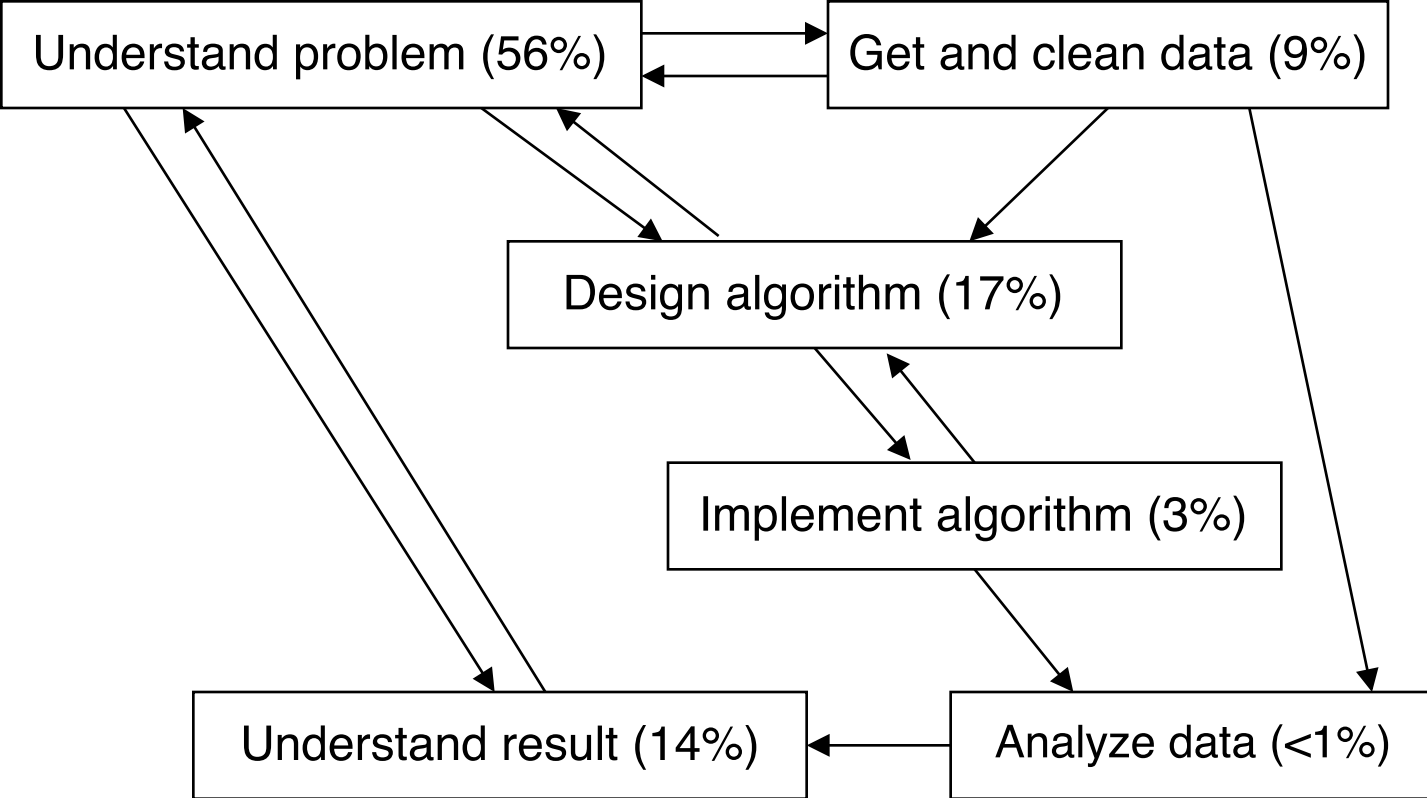 Understand problem (56%)
Get and clean data (9%)
Design algorithm (17%)
Implement algorithm (3%)
Understand result (14%)
Analyze data (<1%)